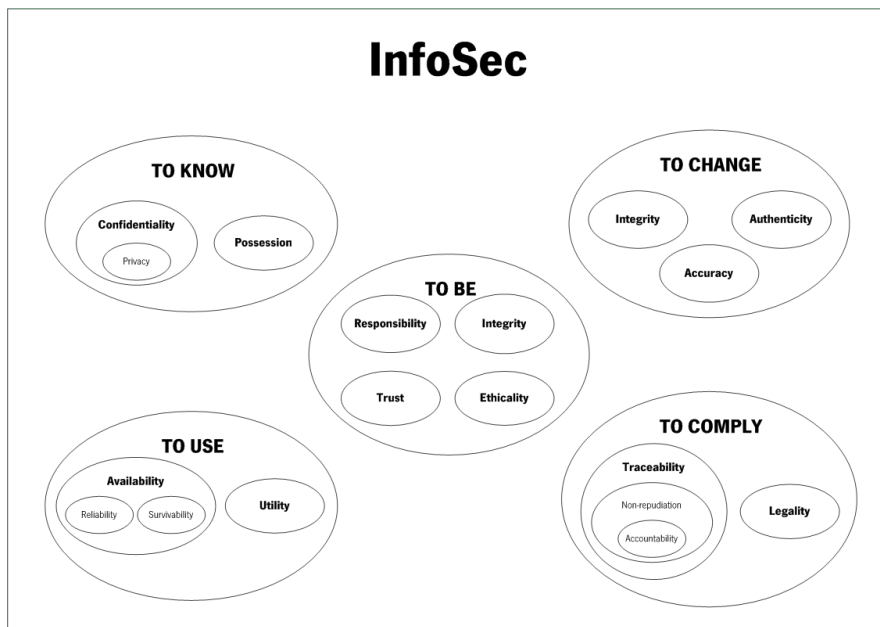 InfoSec
TO KNOW
Confidentiality
Privacy
Possession
TO CHANGE
Integrity
Authenticity
Accuracy
TO BE
Responsibility
Integrity
Trust
Ethicality
TO USE
Availability
Reliability
Survivability
Utility
TO COMPLY
Traceability
Non-repudiation
Accountability
Legality